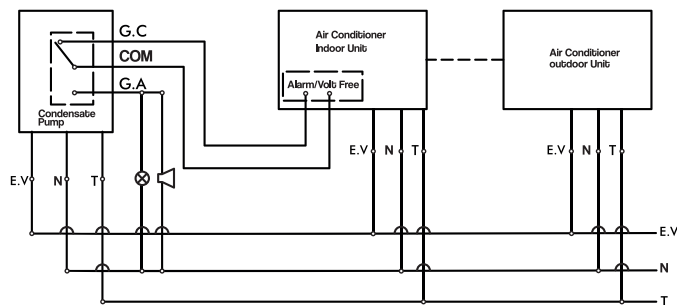 G.C
COM
G.A
Condensate
Pump
Air Conditioner
Indoor Unit
Alarm/Volt Free
Air Conditioner
outdoor Unit
E.V N T
E.V N T
E.V N T
E.V
N
T